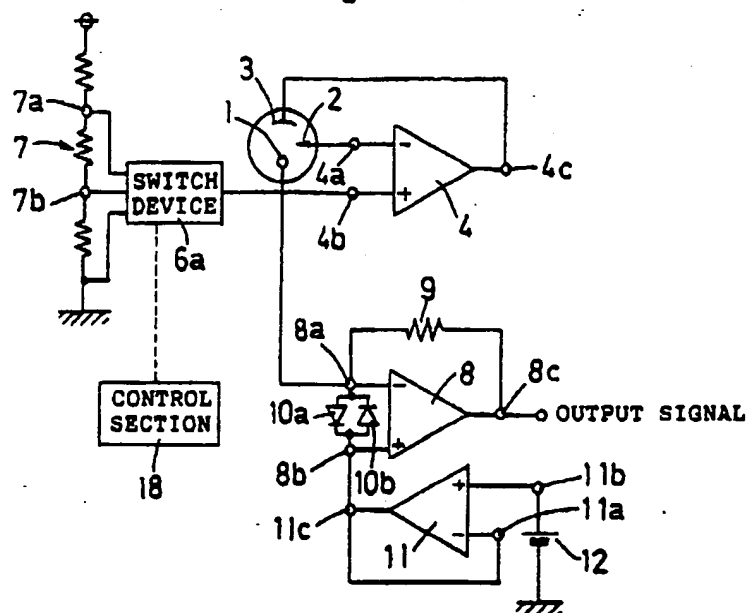 3
2
7a
1
7
SWITCH
DEVICE
4a
4c
7b
4
6a
4b
9
8a
8
8c
CONTROL
SECTION
10a
OUTPUT SIGNAL
18
8b
10b
11b
11c
11a
11
12